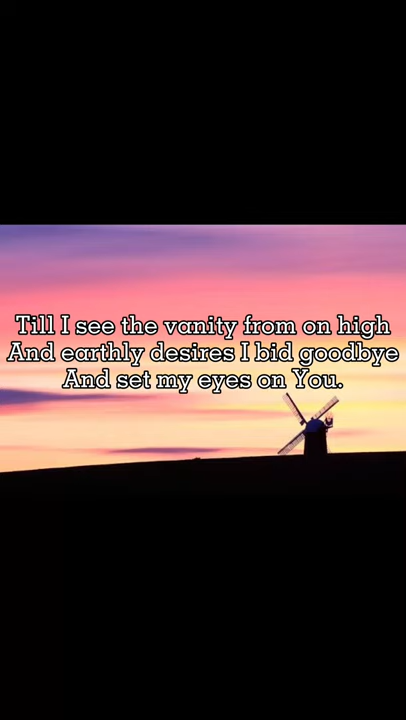 Till I see the vanity from on high
And earthly desires I bid goodbye
And set my eyes on You.